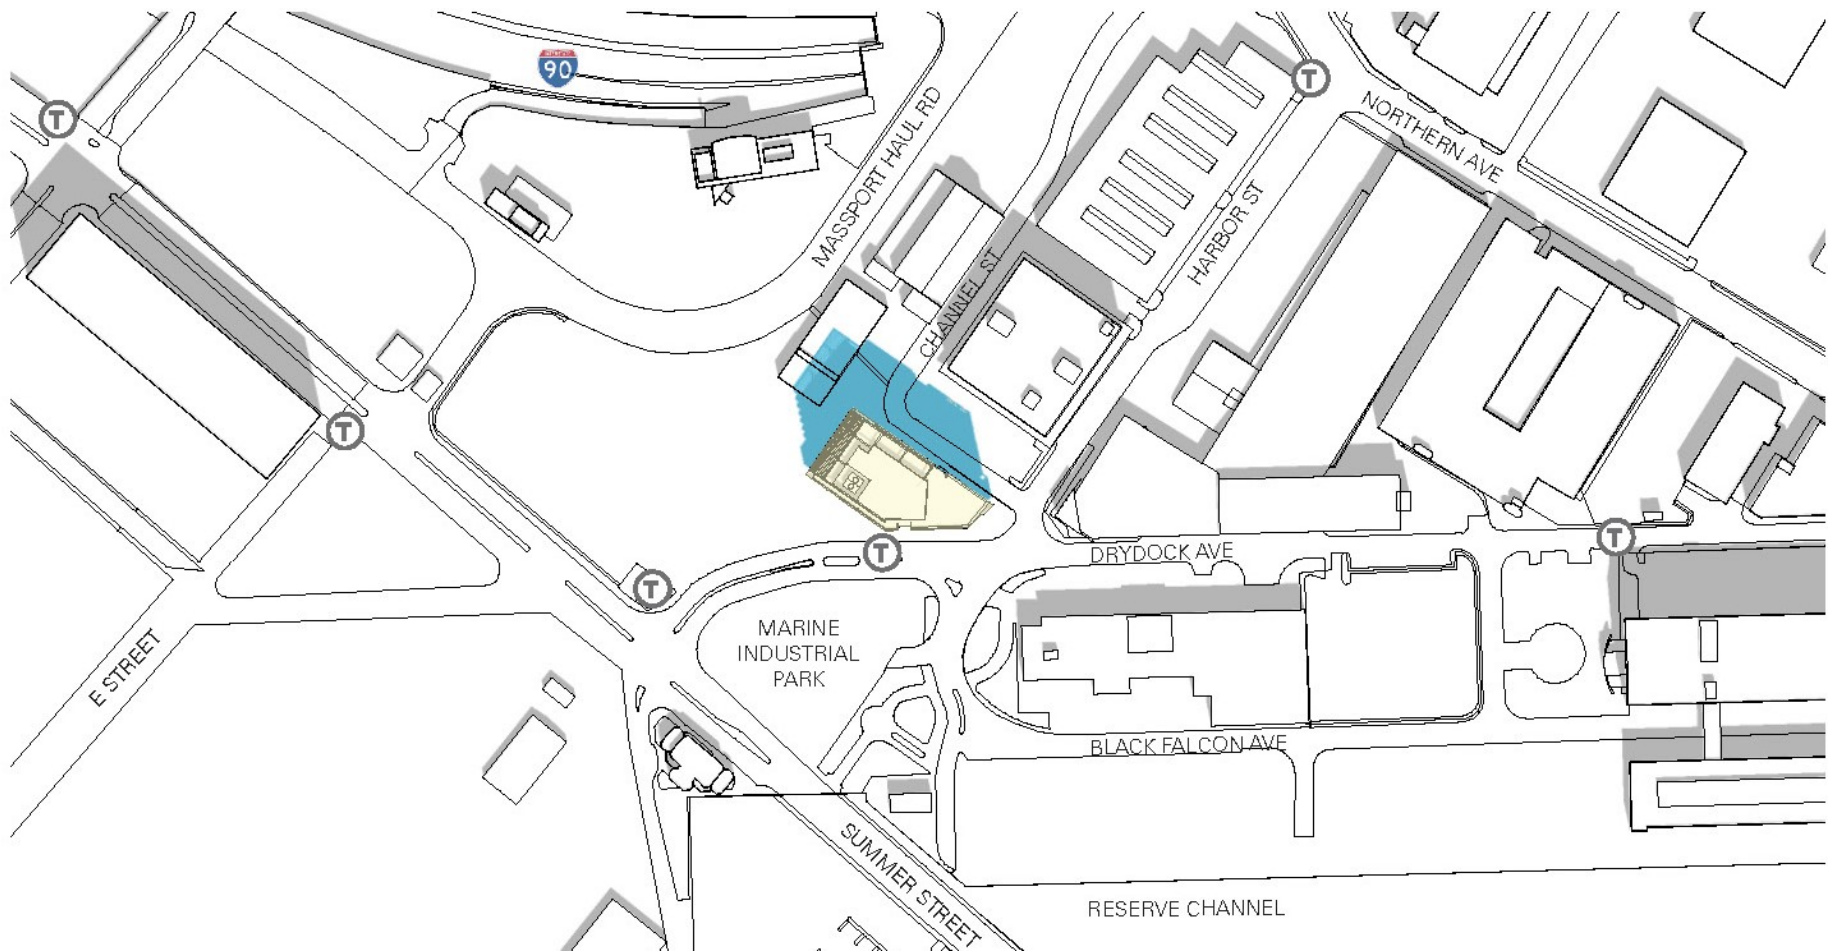 INTERSTATE
90
T
T
MASSPORT HAUL RD
NORTHERN AVE
HARBOR ST
CHANNEL ST
T
T
DRYDOCK AVE
T
T
MARINE
INDUSTRIAL
PARK
E STREET
BLACK FALCON AVE
SUMMER STREET
RESERVE CHANNEL